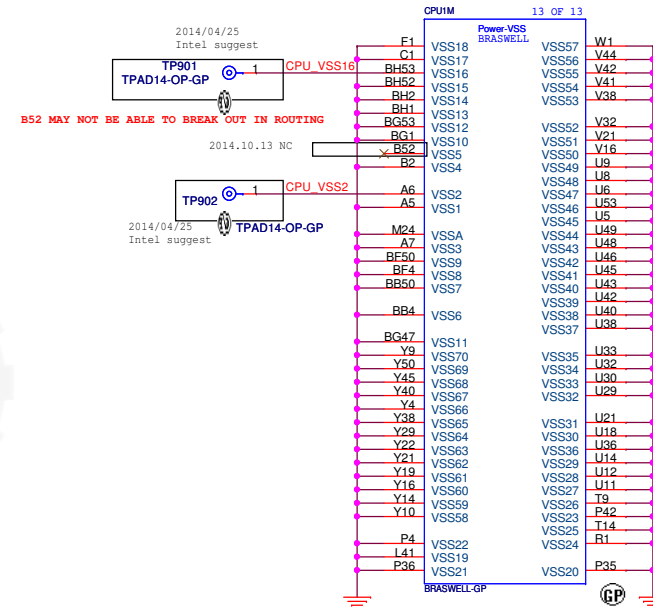 CPU1M 13 OF 13
Power-VSS
BRASWELL
2014/04/25
Intel suggest
TP901
TPAD14-OP-GP
1
CPU_VSS16
B52 MAY NOT BE ABLE TO BREAK OUT IN ROUTING
2014.10.13 NC
TP902
1
CPU_VSS2
TPAD14-OP-GP
2014/04/25
Intel suggest
F1 VSS18
C1 VSS17
BH53 VSS16
BH52 VSS15
BH2 VSS14
BH1 VSS13
BG53 VSS12
BG1 VSS10
B52 VSS5
B2 VSS4
A6 VSS2
A5 VSS1
M24 VSSA
A7 VSS3
BF50 VSS9
BF4 VSS8
BB50 VSS7
BB4 VSS6
BG47 VSS11
Y9 VSS70
Y50 VSS69
Y45 VSS68
Y40 VSS67
Y4 VSS66
Y38 VSS65
Y29 VSS64
Y22 VSS63
Y21 VSS62
Y19 VSS61
Y16 VSS60
Y14 VSS59
Y10 VSS58
P4 VSS22
L41 VSS19
P36 VSS21
VSS57 W1
VSS56 V44
VSS55 V42
VSS54 V41
VSS53 V38
VSS52 V32
VSS51 V21
VSS50 V16
VSS49 U9
VSS48 U8
VSS47 U6
VSS46 U53
VSS45 U5
VSS44 U49
VSS43 U48
VSS42 U46
VSS41 U45
VSS40 U43
VSS39 U42
VSS38 U40
VSS37 U38
VSS35 U33
VSS34 U32
VSS33 U30
VSS32 U29
VSS31 U21
VSS30 U18
VSS36 U36
VSS29 U14
VSS28 U12
VSS27 U11
VSS26 T9
VSS23 P42
VSS25 T14
VSS24 R1
VSS20 P35
BRASWELL-GP
GP